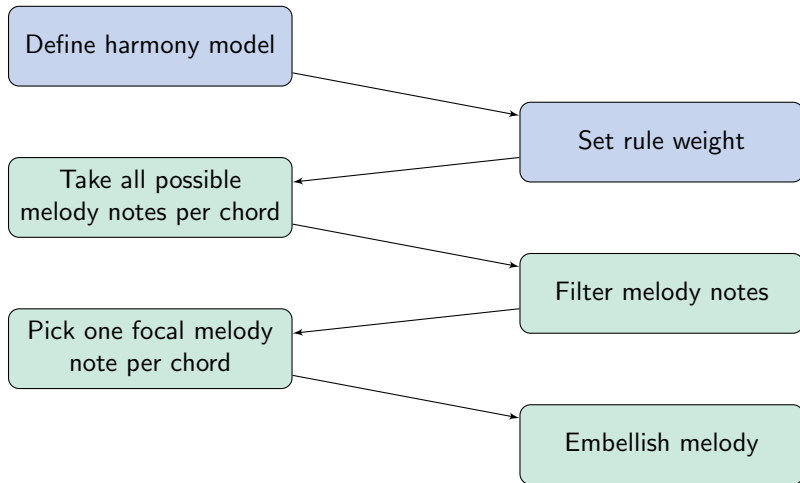 Define harmony model
Set rule weight
Take all possible
melody notes per chord
Filter melody notes
Pick one focal melody
note per chord
Embellish melody